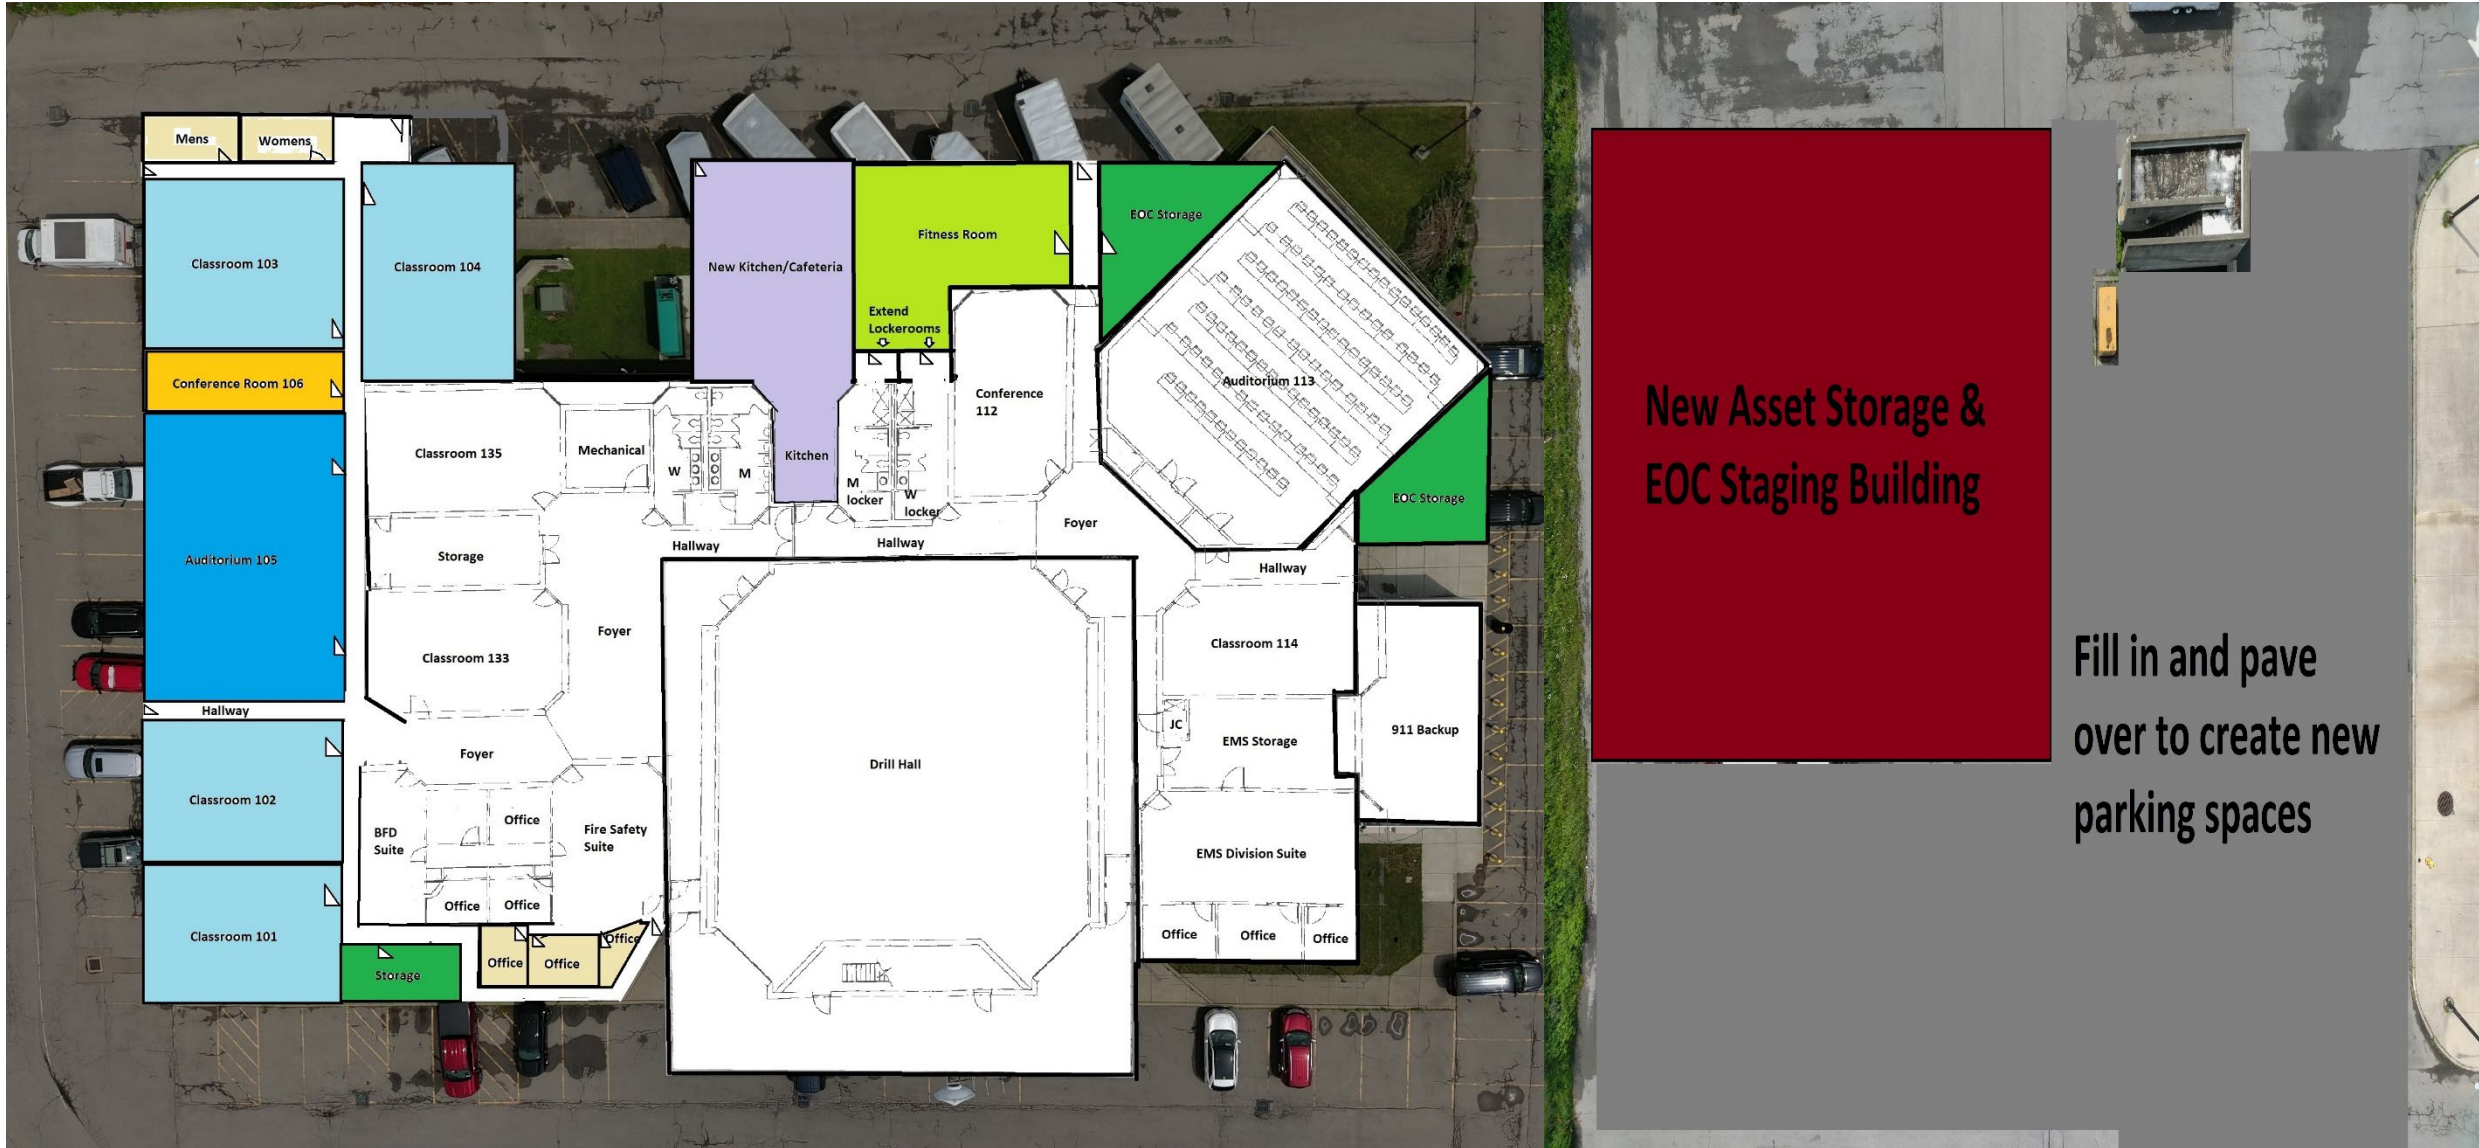 Mens
Womens
Classroom 103
Classroom 104
New Kitchen/Cafeteria
Fitness Room
EOC Storage
Extend
Lockerooms
Conference Room 106
Conference
112
Auditorium 113
New Asset Storage &
EOC Staging Building
Classroom 135
Mechanical
W
M
Kitchen
M
locker
W
locker
EOC Storage
Auditorium 105
Storage
Hallway
Hallway
Foyer
Hallway
Foyer
Classroom 133
Classroom 114
Fill in and pave
over to create new
parking spaces
Hallway
Foyer
JC
EMS Storage
911 Backup
Drill Hall
Classroom 102
BFD
Suite
Office
Fire Safety
Suite
EMS Division Suite
Office
Office
Classroom 101
Office
Office
Office
Office
Office
Office
Storage